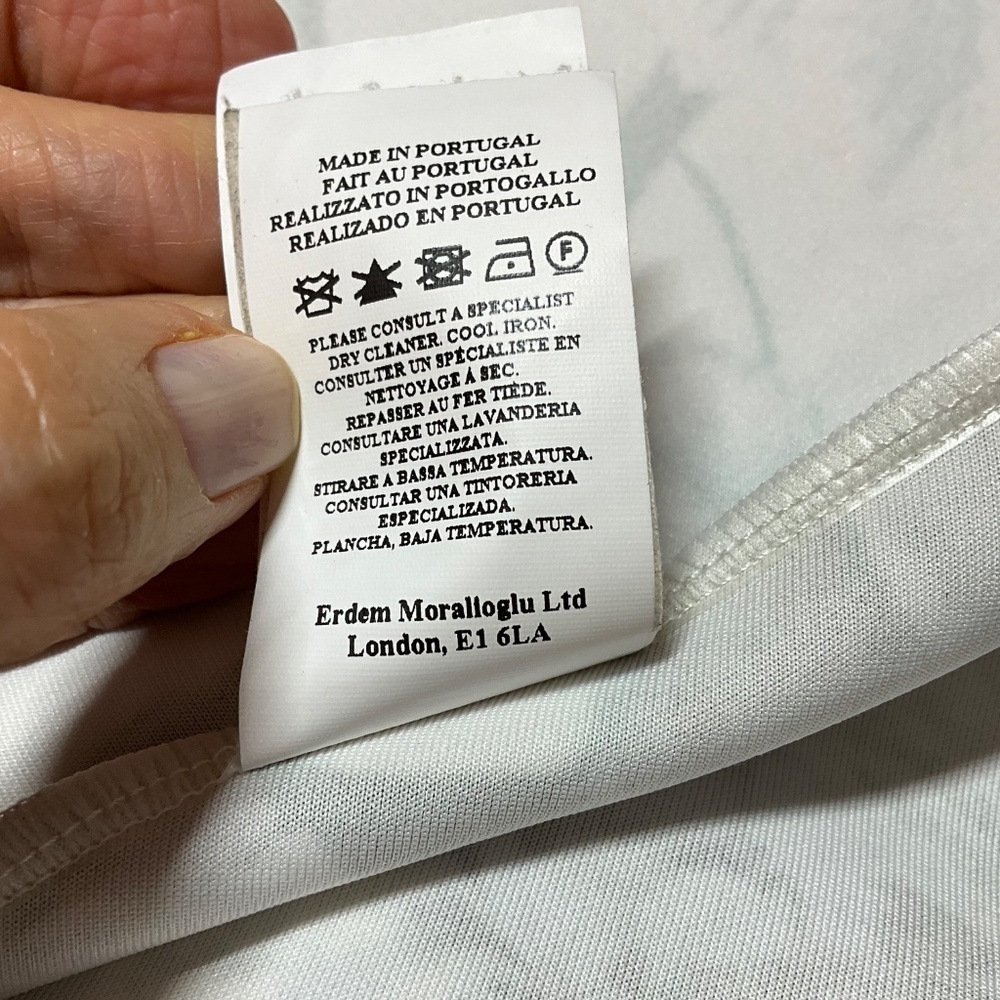 MADE IN PORTUGAL
FAIT AU PORTUGAL
REALIZZATO IN PORTOGALLO
REALIZADO EN PORTUGAL
F
PLEASE CONSULT A SPECIALIST
DRY CLEANER. COOL IRON.
CONSULTER UN SPÉCIALISTE EN
NETTOYAGE À SEC.
REPASSER AU FER TIÈDE.
CONSULTARE UNA LAVANDERIA
SPECIALIZZATA.
STIRARE A BASSA TEMPERATURA.
CONSULTAR UNA TINTORERIA
ESPECIALIZADA.
PLANCHA, BAJA TEMPERATURA.
Erdem Moralioglu Ltd
London, E1 6LA